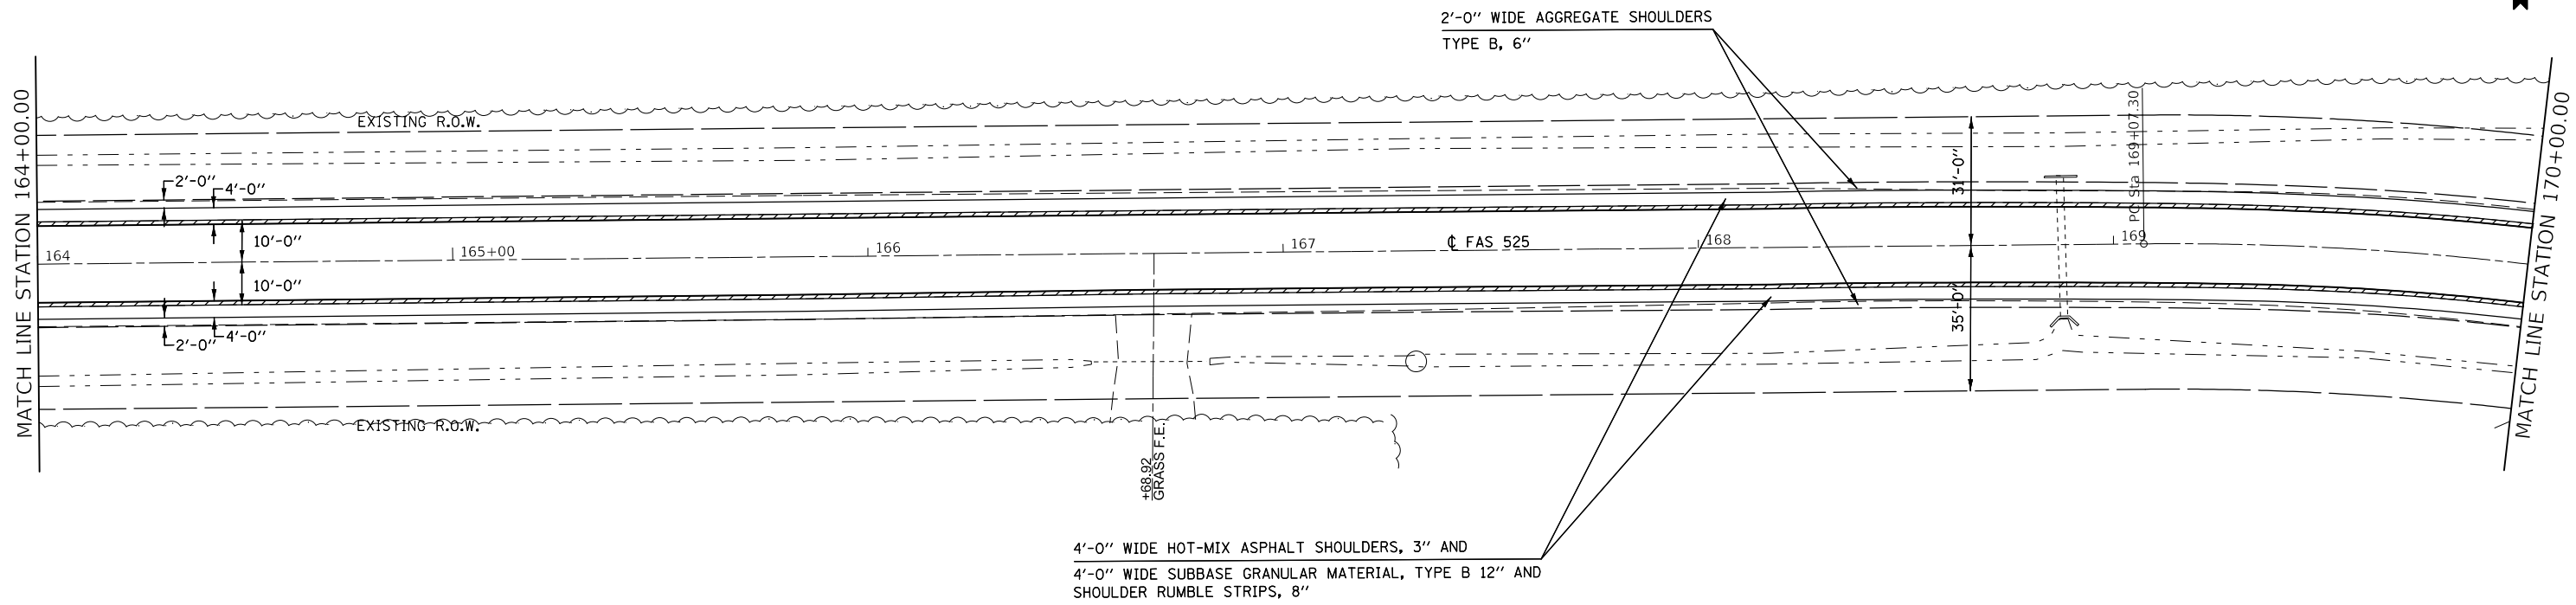 2'-0" WIDE AGGREGATE SHOULDERS
TYPE B, 6"
MATCH LINE STATION 164+00.00
EXISTING R.O.W.
PC Sta 169+07.30
MATCH LINE STATION 170+00.00
2'-0"
4'-0"
31'-0"
10'-0"
164
165+00
166
167
℄ FAS 525
168
169
10'-0"
35'-0"
2'-0"
4'-0"
EXISTING R.O.W.
+68.92
GRASS F.E.
4'-0" WIDE HOT-MIX ASPHALT SHOULDERS, 3" AND
4'-0" WIDE SUBBASE GRANULAR MATERIAL, TYPE B 12" AND
SHOULDER RUMBLE STRIPS, 8"